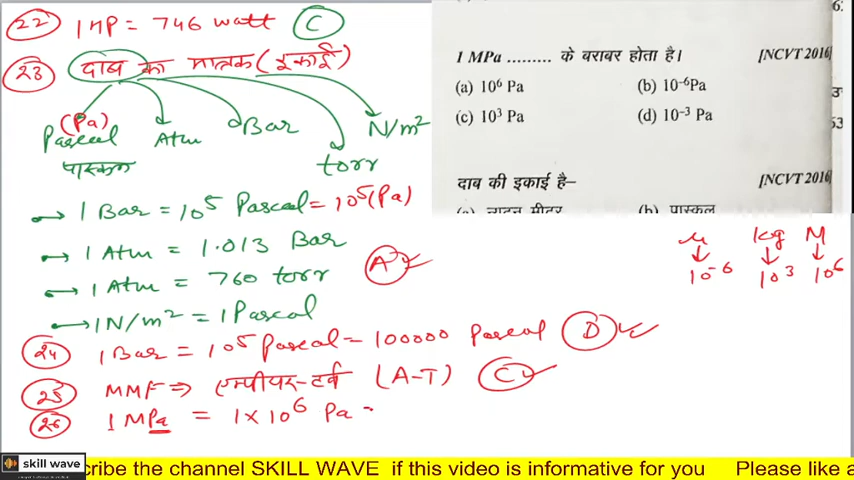 22 1 HP = 746 watt C
23 दाब का मात्रक (इकाई)
(Pa)
Pascal Atm Bar torr N/m²
पास्कल
1 Bar = 10⁵ Pascal = 10⁵ (Pa)
1 Atm = 1.013 Bar
1 Atm = 760 torr A
1 N/m² = 1 Pascal
24 1 Bar = 10⁵ Pascal = 100000 Pascal D
25 MMF ⇒ एम्पीयर-टर्न (A-T) C
26 1 MPa = 1 × 10⁶ Pa =
1 MPa ......... के बराबर होता है। [NCVT 2016]
(a) 10⁶ Pa (b) 10⁻⁶Pa
(c) 10³ Pa (d) 10⁻³ Pa
दाब की इकाई है– [NCVT 2016]
(a) न्यूटन मीटर (b) पास्कल
μ Kg M
10⁻⁶ 10³ 10⁶
skill wave
cribe the channel SKILL WAVE if this video is informative for you Please like a